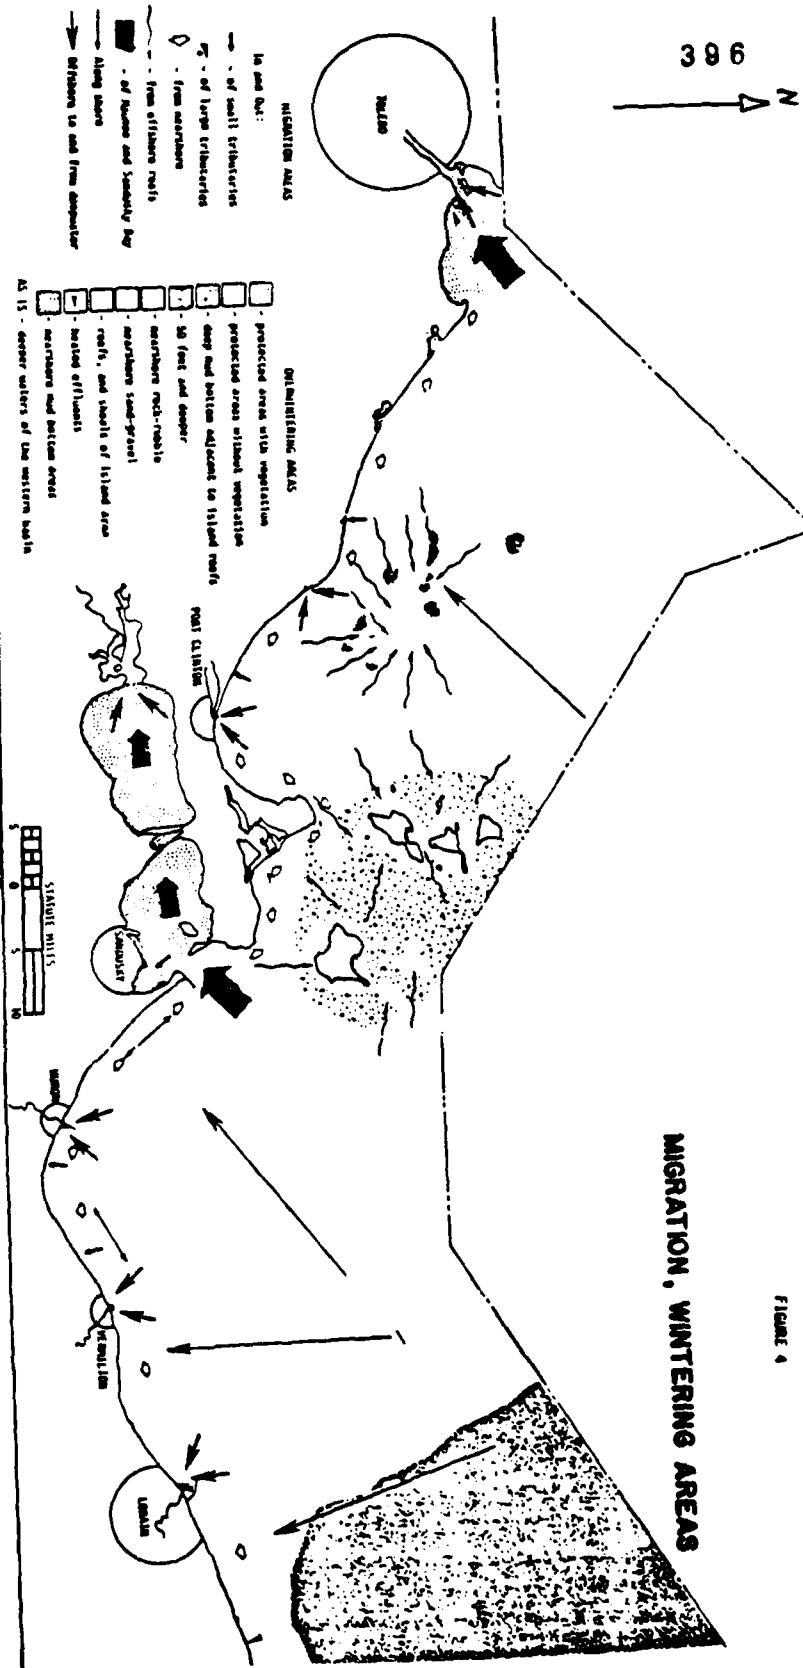 396
N
FIGURE 4
MIGRATION, WINTERING AREAS
TOLEDO
PORT CLINTON
SANDUSKY
HURON
VERMILION
LORAIN
MIGRATION AREAS
In and Out:
- of small tributaries
- of large tributaries
- from nearshore
- from offshore reefs
- of Maumee and Sandusky Bay
Along shore
Offshore to and from deepwater
OVERWINTERING AREAS
- protected areas with vegetation
- protected areas without vegetation
- deep mud bottom adjacent to island reefs
- 50 feet and deeper
- nearshore rock-rubble
- nearshore sand-gravel
- reefs, and shoals of island area
- heated effluents
- nearshore mud bottom areas
AS IS - deeper waters of the western basin
STATUTE MILES
5 0 5 10